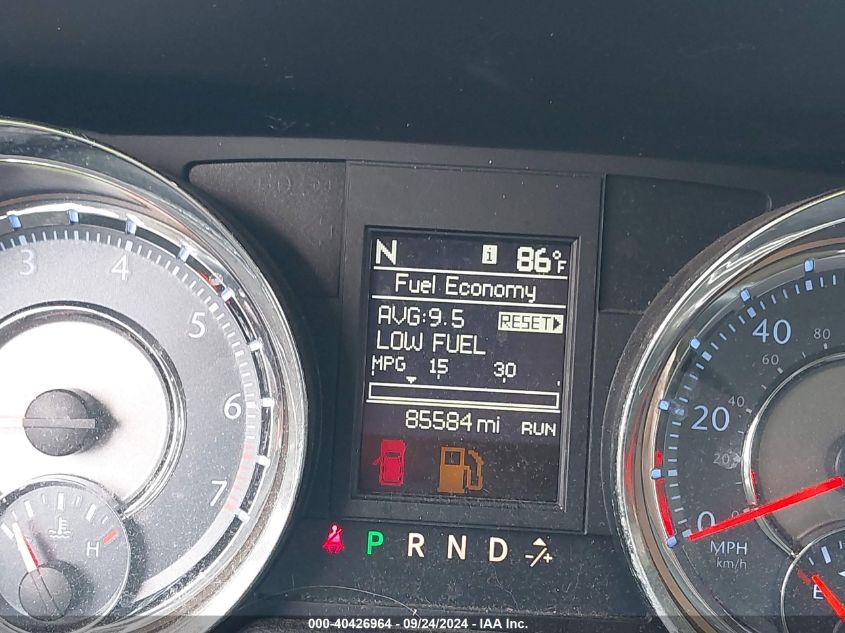 N i 86°F
Fuel Economy
AVG:9.5 RESET
LOW FUEL
MPG 15 30
85584 mi RUN
P R N D -/+
3
4
5
6
7
H
40
80
60
20
40
20
0
0
MPH
km/h
E
000-40426964 - 09/24/2024 - IAA Inc.